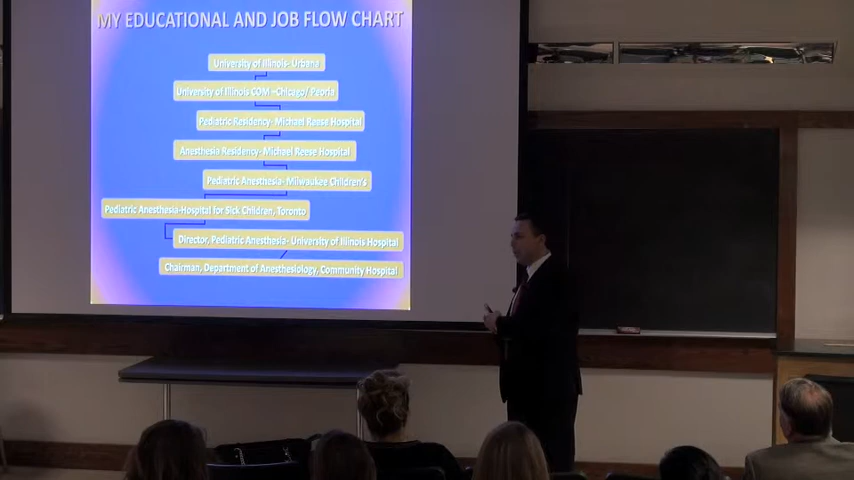 MY EDUCATIONAL AND JOB FLOW CHART
University of Illinois- Urbana
University of Illinois COM -Chicago/ Peoria
Pediatric Residency- Michael Reese Hospital
Anesthesia Residency- Michael Reese Hospital
Pediatric Anesthesia- Milwaukee Children's
Pediatric Anesthesia-Hospital for Sick Children, Toronto
Director, Pediatric Anesthesia- University of Illinois Hospital
Chairman, Department of Anesthesiology, Community Hospital